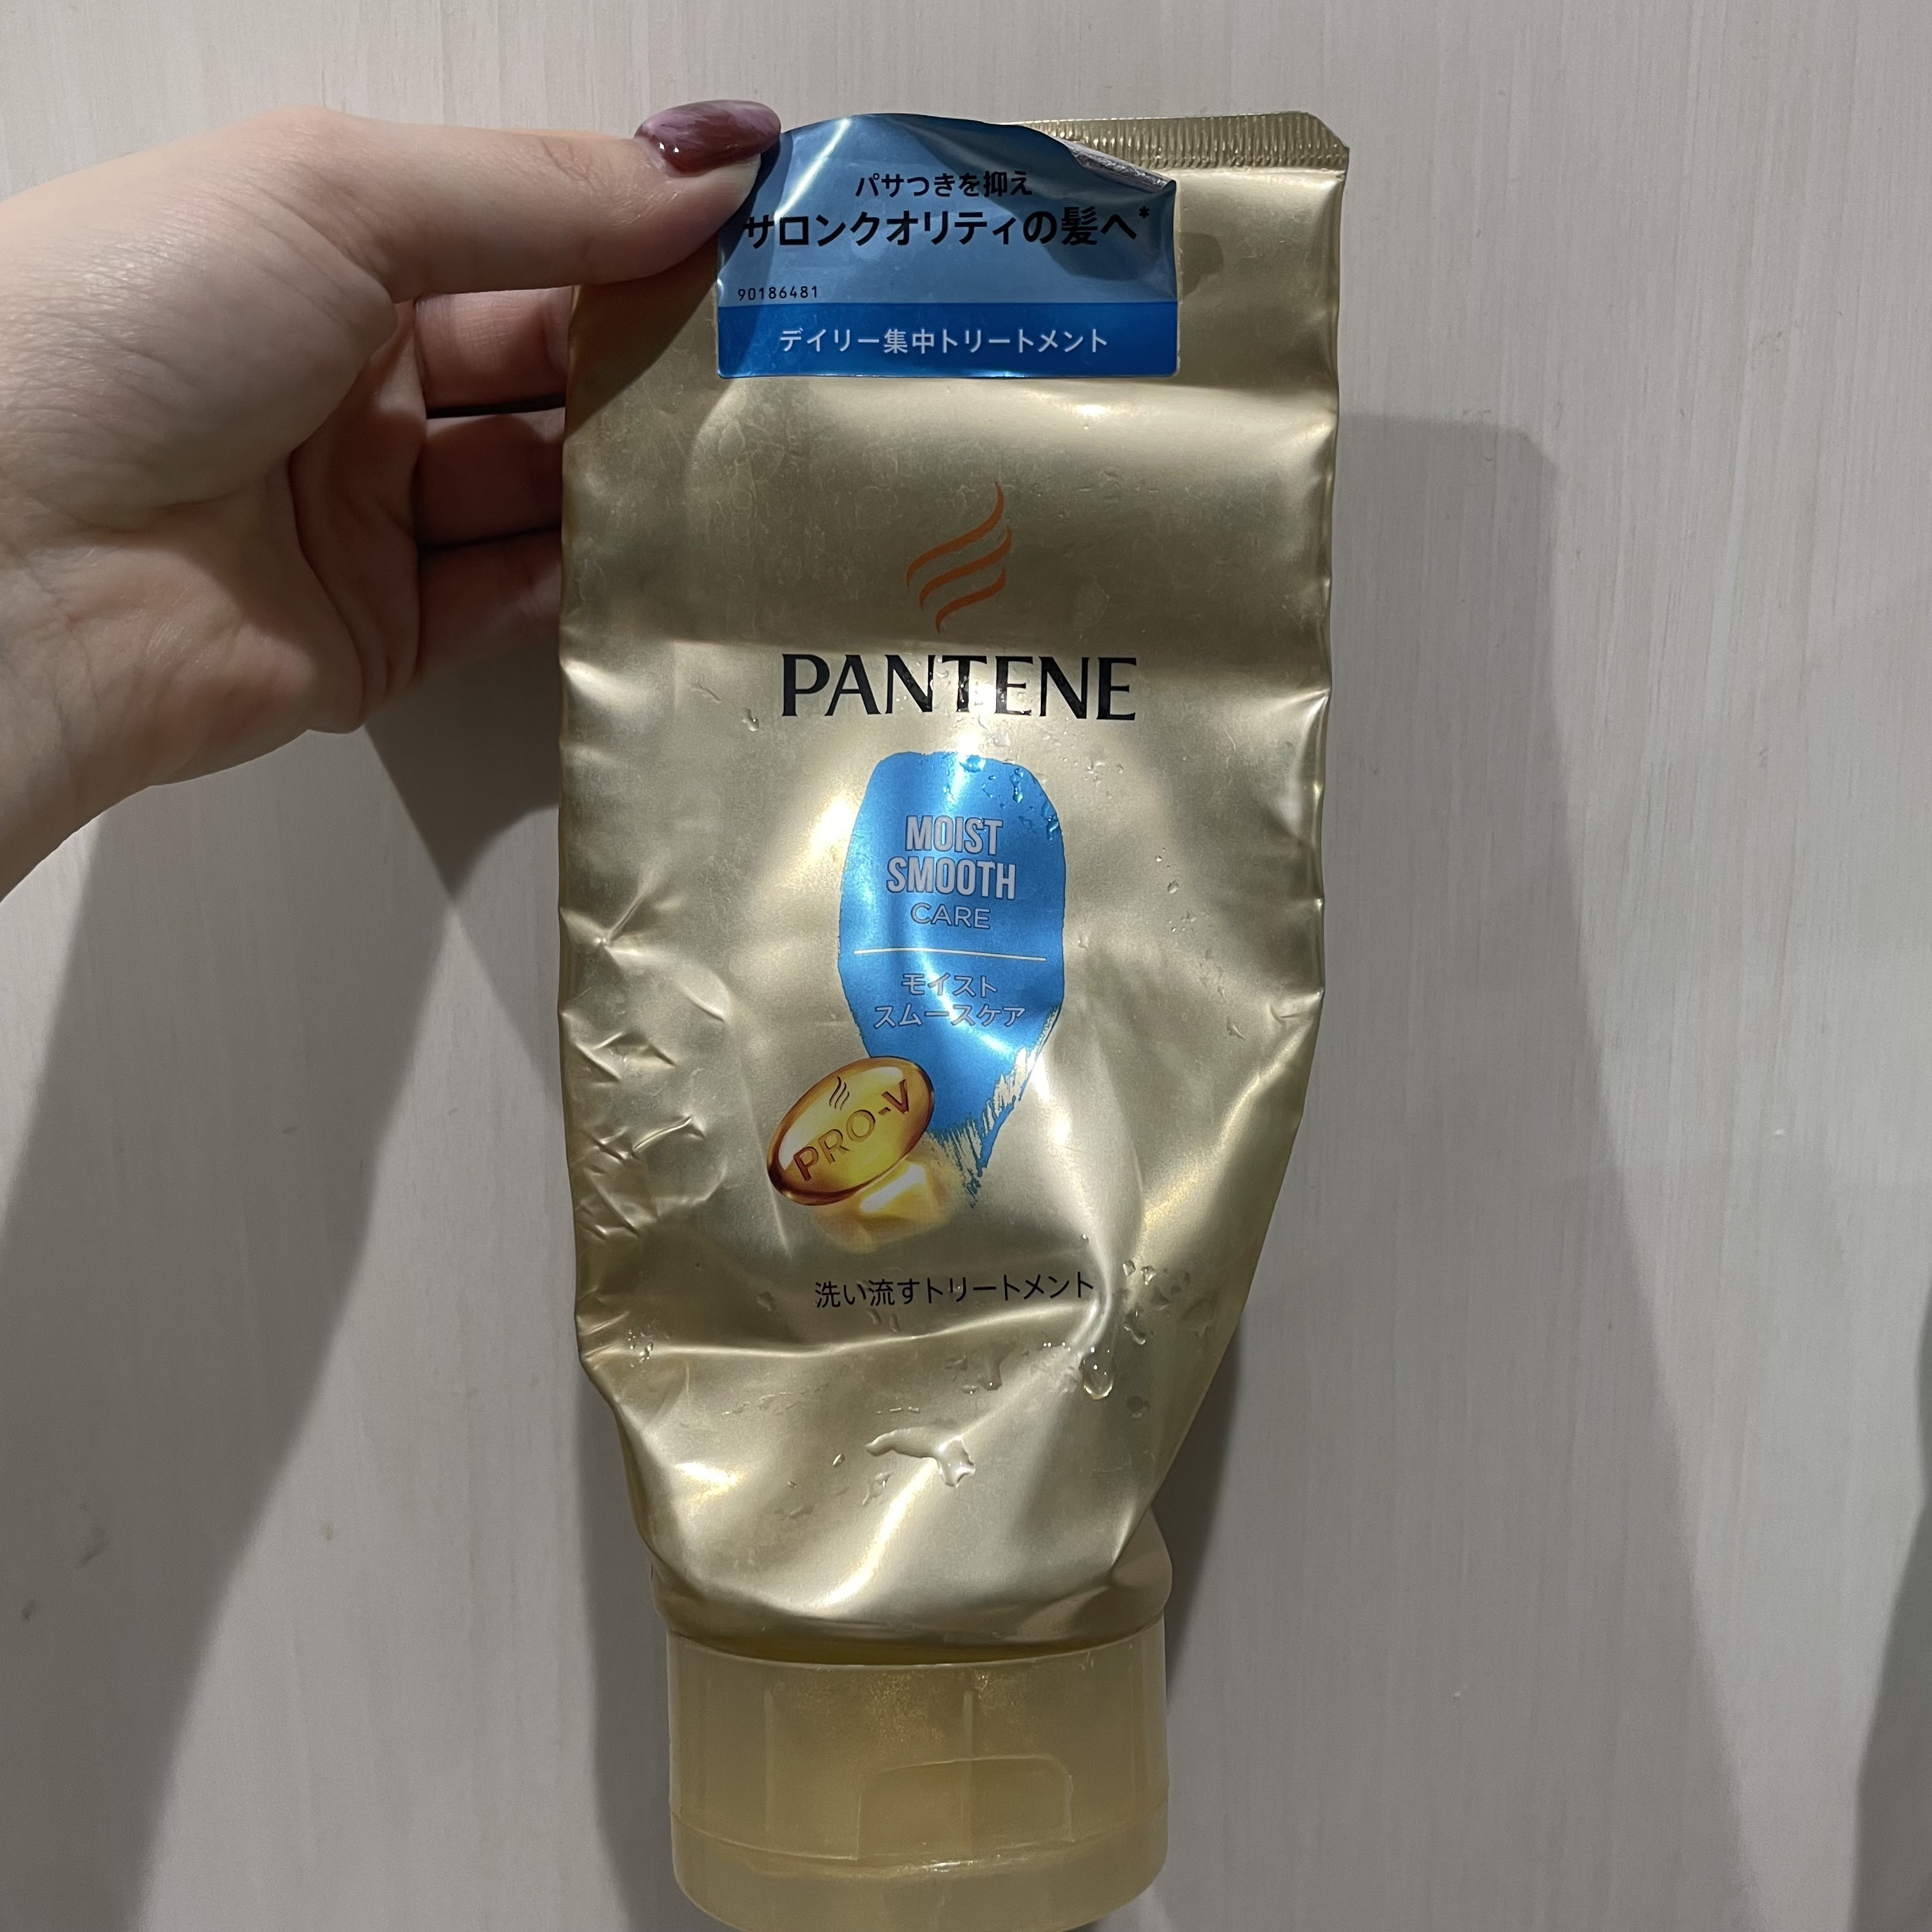 パサつきを抑え
サロンクオリティの髪へ*
90186481
デイリー集中トリートメント
PANTENE
MOIST
SMOOTH
CARE
モイスト
スムースケア
PRO-V
洗い流すトリートメント